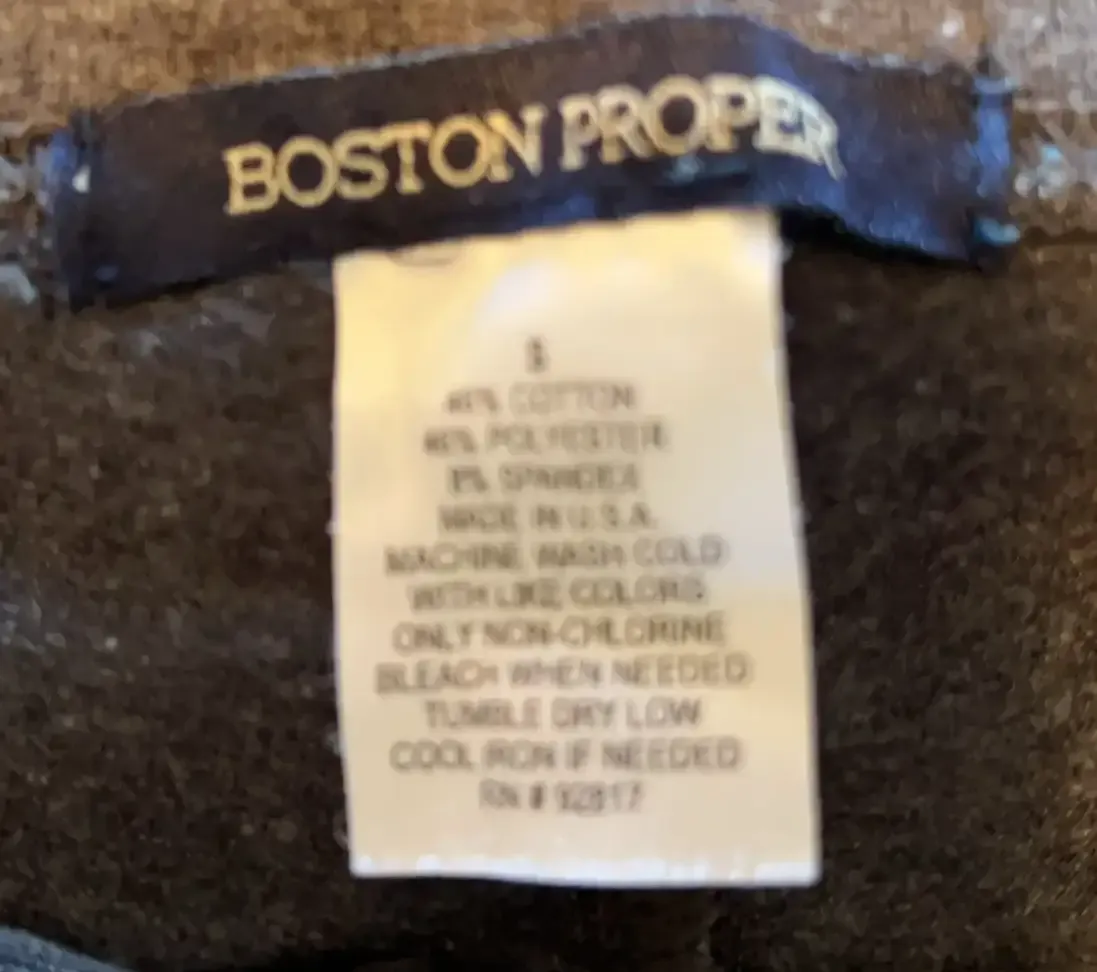 BOSTON PROPER
S
COTTON
POLYESTER
SPANDEX
MADE IN U.S.A.
MACHINE WASH COLD
WITH LIKE COLORS
ONLY NON-CHLORINE
BLEACH WHEN NEEDED
TUMBLE DRY LOW
COOL IRON IF NEEDED
RN #